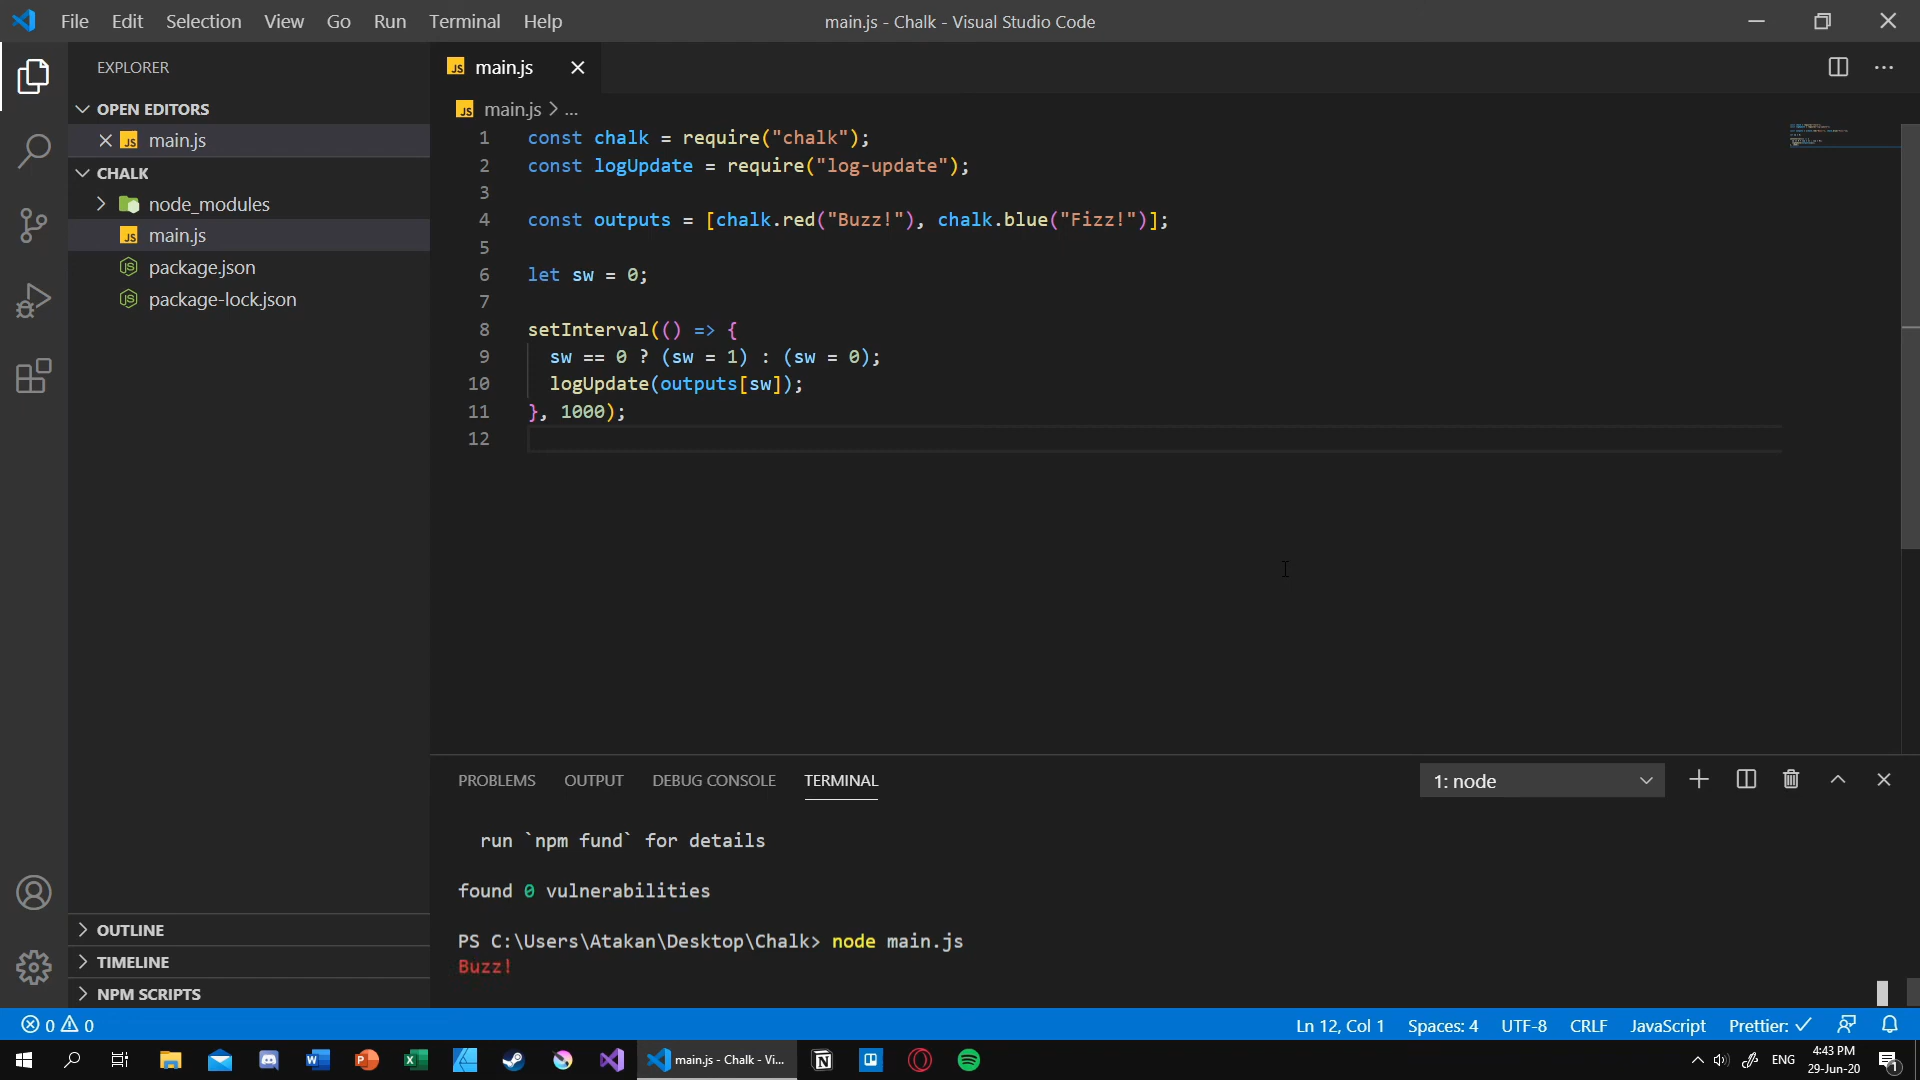 File Edit Selection View Go Run Terminal Help
main.js - Chalk - Visual Studio Code
EXPLORER
OPEN EDITORS
JS main.js
CHALK
node_modules
JS main.js
package.json
package-lock.json
OUTLINE
TIMELINE
NPM SCRIPTS
JS main.js
JS main.js > ...
1 const chalk = require("chalk");
2 const logUpdate = require("log-update");
3
4 const outputs = [chalk.red("Buzz!"), chalk.blue("Fizz!")];
5
6 let sw = 0;
7
8 setInterval(() => {
9 sw == 0 ? (sw = 1) : (sw = 0);
10 logUpdate(outputs[sw]);
11 }, 1000);
12
PROBLEMS OUTPUT DEBUG CONSOLE TERMINAL
1: node
run `npm fund` for details
found 0 vulnerabilities
PS C:\Users\Atakan\Desktop\Chalk> node main.js
Buzz!
0 0
Ln 12, Col 1 Spaces: 4 UTF-8 CRLF JavaScript Prettier: ✓
main.js - Chalk - Vi...
ENG
4:43 PM
29-Jun-20
1